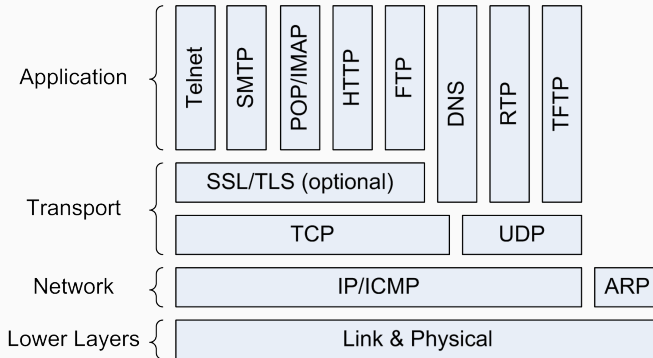 Application
Telnet
SMTP
POP/IMAP
HTTP
FTP
DNS
RTP
TFTP
Transport
SSL/TLS (optional)
TCP
UDP
Network
IP/ICMP
ARP
Lower Layers
Link & Physical